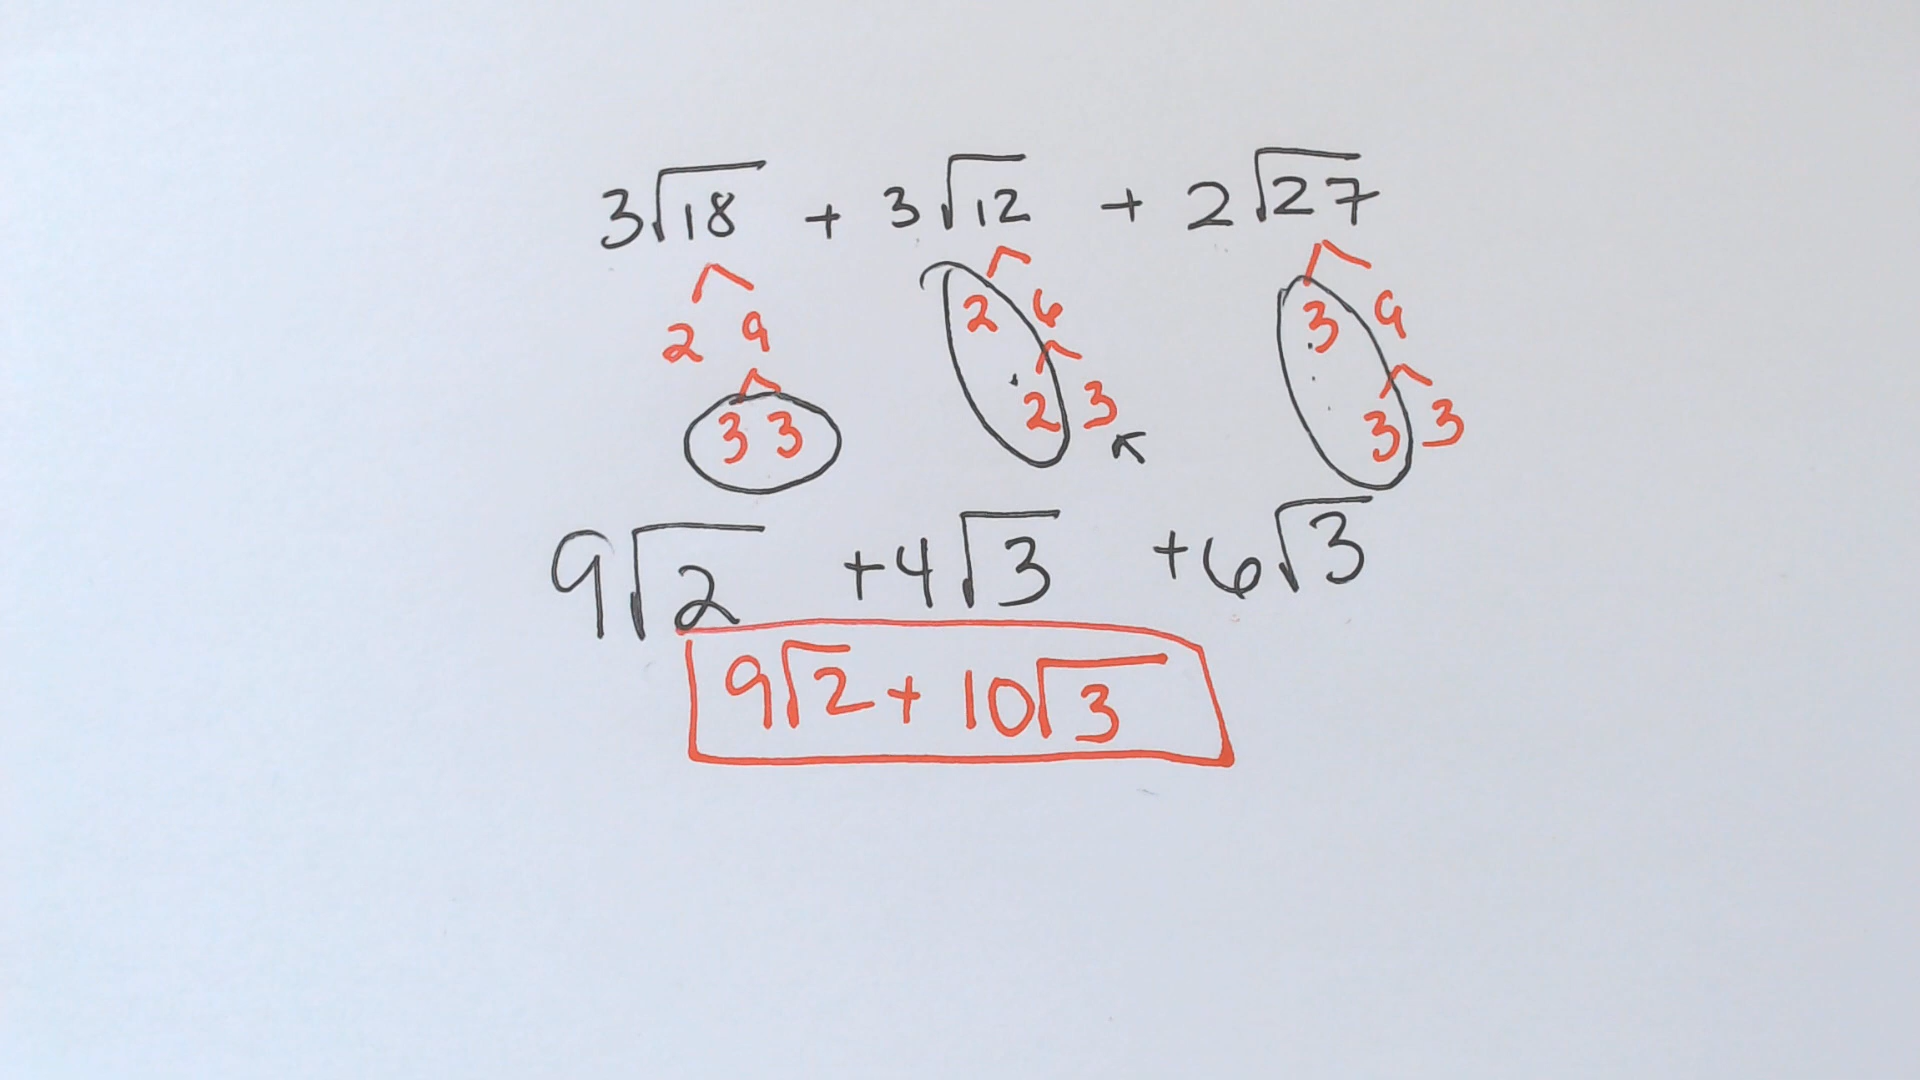 3√18 + 3√12 + 2√27
2 9 2 6 3 9
3 3 2 3 3 3
9√2 +4√3 +6√3
9√2 + 10√3